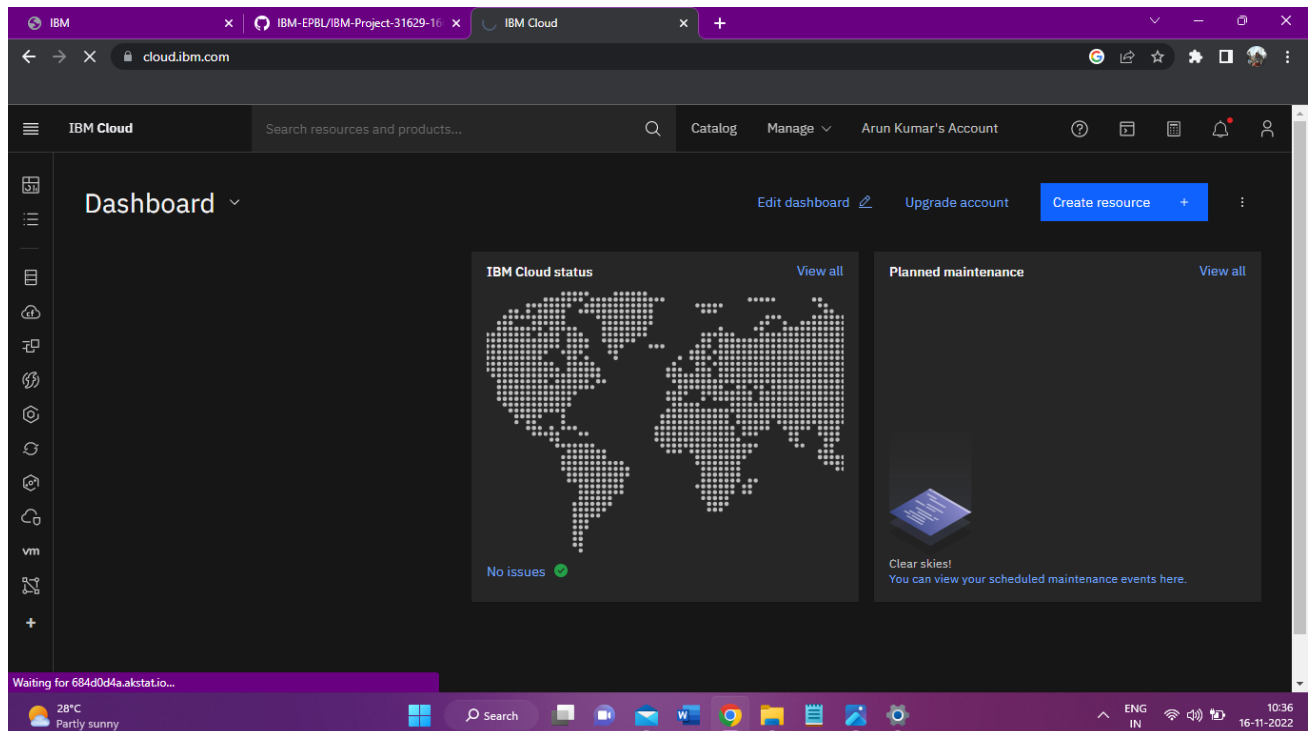 IBM
IBM-EPBL/IBM-Project-31629-16
IBM Cloud
cloud.ibm.com
IBM Cloud
Search resources and products...
Catalog
Manage
Arun Kumar's Account
Dashboard
Edit dashboard
Upgrade account
Create resource +
IBM Cloud status
View all
Planned maintenance
View all
No issues
Clear skies!
You can view your scheduled maintenance events here.
vm
Waiting for 684d0d4a.akstat.io...
28°C
Partly sunny
Search
ENG
IN
10:36
16-11-2022